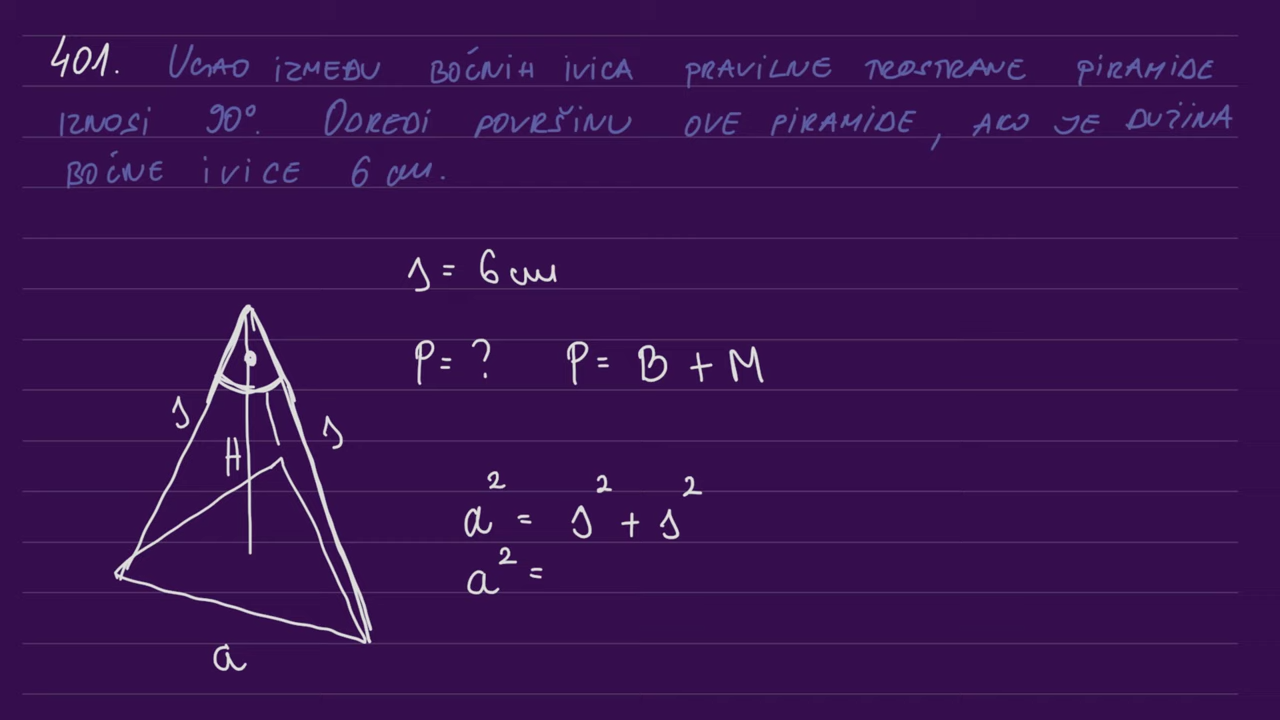 401. UGAO IZMEĐU BOČNIH IVICA PRAVILNE TROSTRANE PIRAMIDE
IZNOSI 90°. ODREDI POVRŠINU OVE PIRAMIDE, AKO JE DUŽINA
BOČNE IVICE 6 cm.
s = 6 cm
P = ? P = B + M
s
s
H
a² = s² + s²
a² =
a